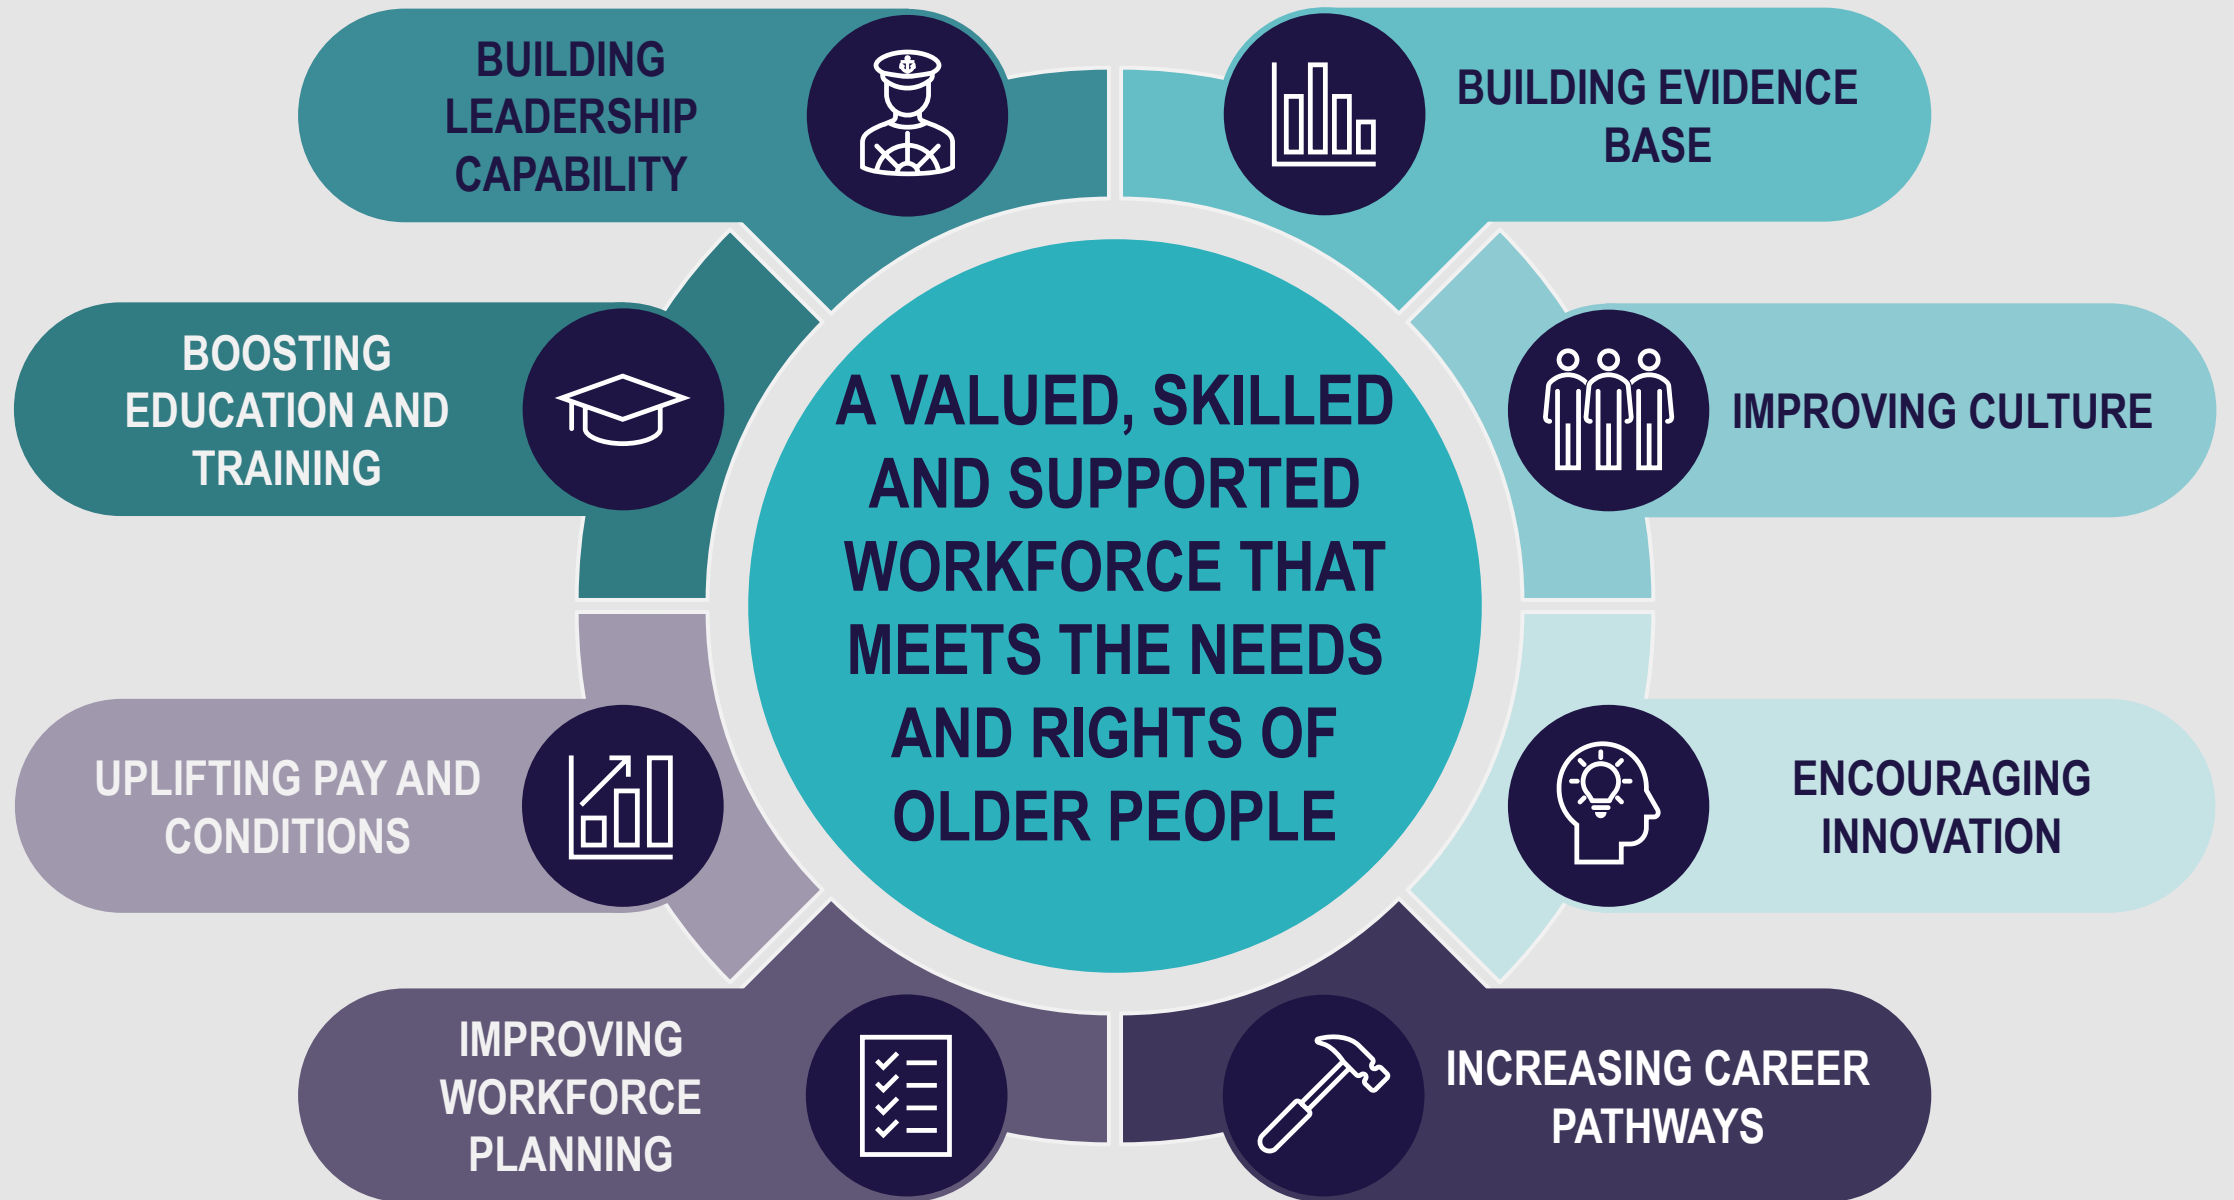 BUILDING
LEADERSHIP
CAPABILITY
BUILDING EVIDENCE
BASE
BOOSTING
EDUCATION AND
TRAINING
IMPROVING CULTURE
A VALUED, SKILLED
AND SUPPORTED
WORKFORCE THAT
MEETS THE NEEDS
AND RIGHTS OF
OLDER PEOPLE
UPLIFTING PAY AND
CONDITIONS
ENCOURAGING
INNOVATION
IMPROVING
WORKFORCE
PLANNING
INCREASING CAREER
PATHWAYS